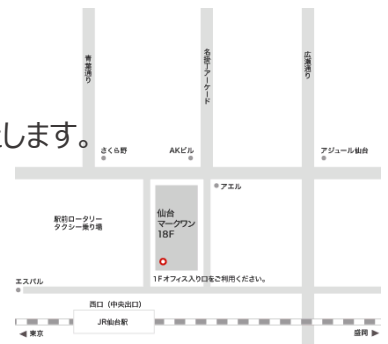 青葉通り
名掛丁アーケード
広瀬通り
します。
さくら野
AKビル
アジュール仙台
アエル
駅前ロータリー
タクシー乗り場
仙台
マークワン
18F
1Fオフィス入り口をご利用ください。
エスパル
西口（中央出口）
JR仙台駅
◀ 東京
盛岡 ▶